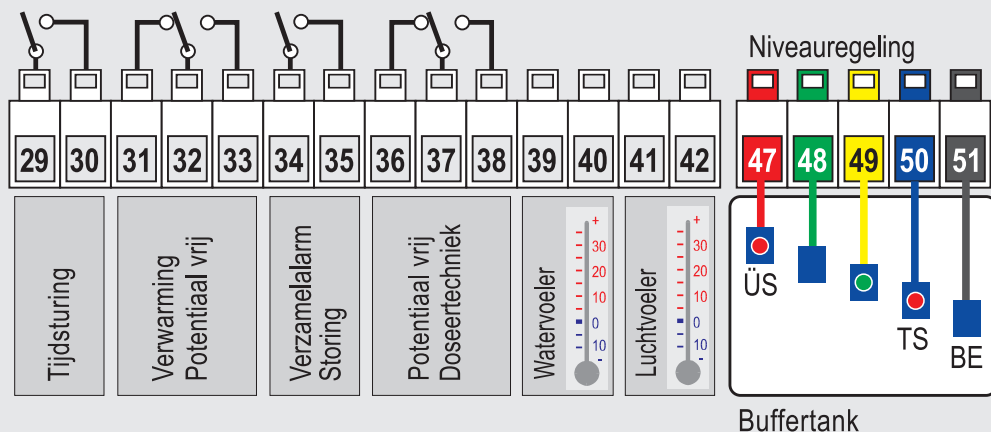 Niveauregeling
29 30 31 32 33 34 35 36 37 38 39 40 41 42 47 48 49 50 51
Tijdsturing
Verwarming
Potentiaal vrij
Verzamelalarm
Storing
Potentiaal vrij
Doseertechniek
Watervoeler
+
30
20
10
0
10
-
Luchtvoeler
+
30
20
10
0
10
-
ÜS
TS
BE
Buffertank